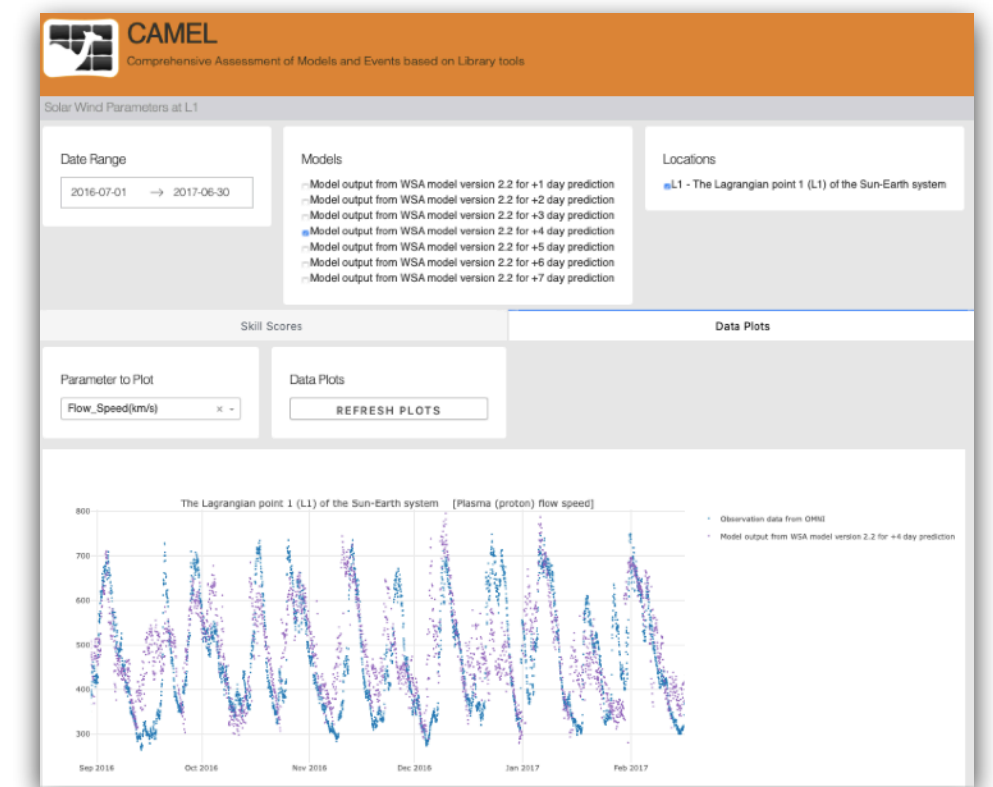 CAMEL
Comprehensive Assessment of Models and Events based on Library tools
Solar Wind Parameters at L1
Date Range
2016-07-01 → 2017-06-30
Models
Model output from WSA model version 2.2 for +1 day prediction
Model output from WSA model version 2.2 for +2 day prediction
Model output from WSA model version 2.2 for +3 day prediction
Model output from WSA model version 2.2 for +4 day prediction
Model output from WSA model version 2.2 for +5 day prediction
Model output from WSA model version 2.2 for +6 day prediction
Model output from WSA model version 2.2 for +7 day prediction
Locations
L1 - The Lagrangian point 1 (L1) of the Sun-Earth system
Skill Scores
Data Plots
Parameter to Plot
Flow_Speed(km/s)
Data Plots
REFRESH PLOTS
The Lagrangian point 1 (L1) of the Sun-Earth system [Plasma (proton) flow speed]
Observation data from OMNI
Model output from WSA model version 2.2 for +4 day prediction
800
700
600
500
400
300
Sep 2016 Oct 2016 Nov 2016 Dec 2016 Jan 2017 Feb 2017